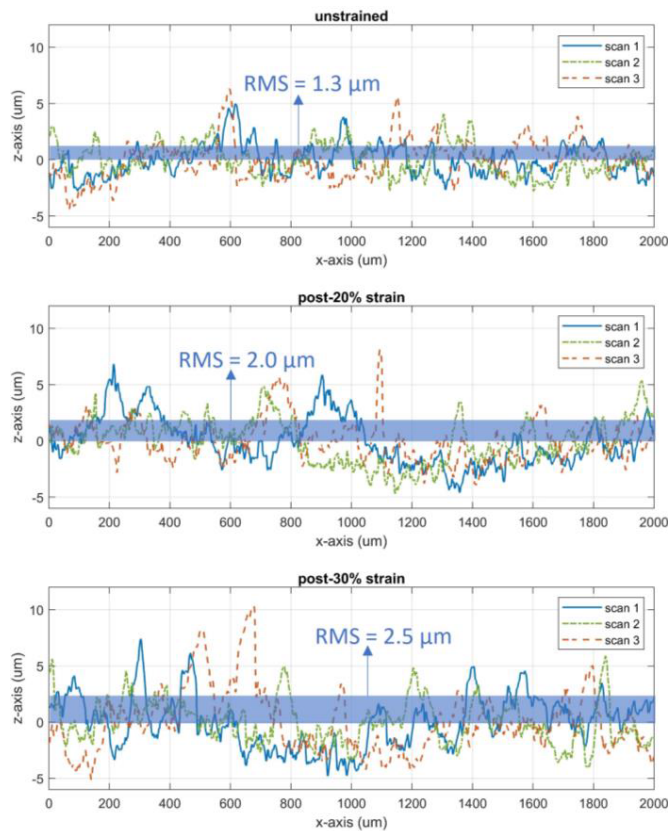 unstrained
10
5
0
-5
z-axis (um)
RMS = 1.3 µm
scan 1
scan 2
scan 3
0 200 400 600 800 1000 1200 1400 1600 1800 2000
x-axis (um)
post-20% strain
10
5
0
-5
z-axis (um)
RMS = 2.0 µm
scan 1
scan 2
scan 3
0 200 400 600 800 1000 1200 1400 1600 1800 2000
x-axis (um)
post-30% strain
10
5
0
-5
z-axis (um)
RMS = 2.5 µm
scan 1
scan 2
scan 3
0 200 400 600 800 1000 1200 1400 1600 1800 2000
x-axis (um)